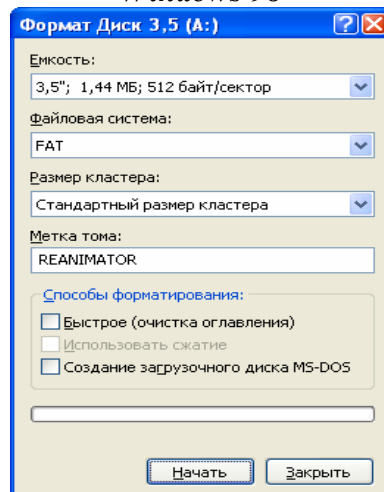 Формат Диск 3,5 (A:)
Емкость:
3,5"; 1,44 МБ; 512 байт/сектор
Файловая система:
FAT
Размер кластера:
Стандартный размер кластера
Метка тома:
REANIMATOR
Способы форматирования:
Быстрое (очистка оглавления)
Использовать сжатие
Создание загрузочного диска MS-DOS
Начать Закрыть